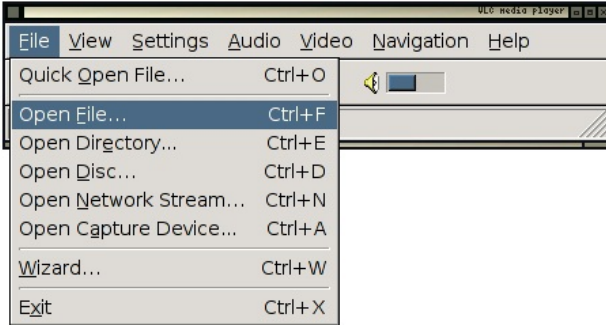 VLC media player
File View Settings Audio Video Navigation Help
Quick Open File... Ctrl+O
Open File... Ctrl+F
Open Directory... Ctrl+E
Open Disc... Ctrl+D
Open Network Stream... Ctrl+N
Open Capture Device... Ctrl+A
Wizard... Ctrl+W
Exit Ctrl+X